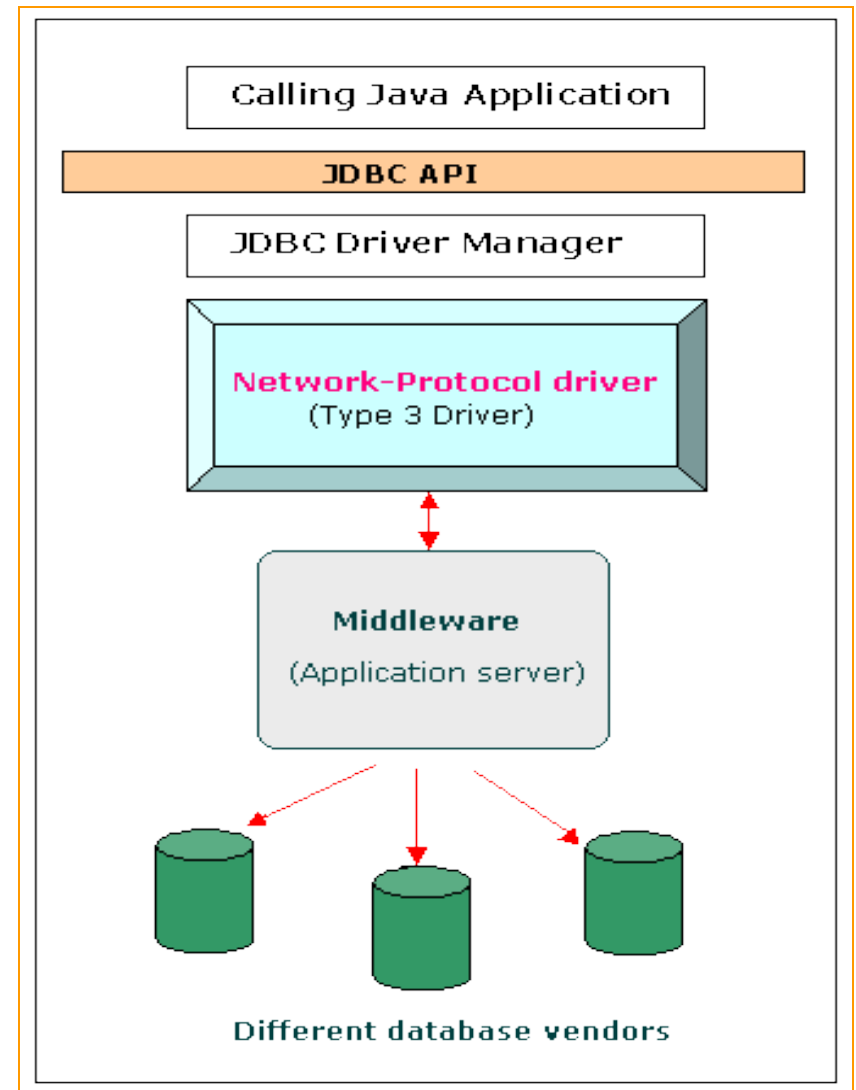 Calling Java Application
JDBC API
JDBC Driver Manager
Network-Protocol driver
(Type 3 Driver)
Middleware
(Application server)
Different database vendors